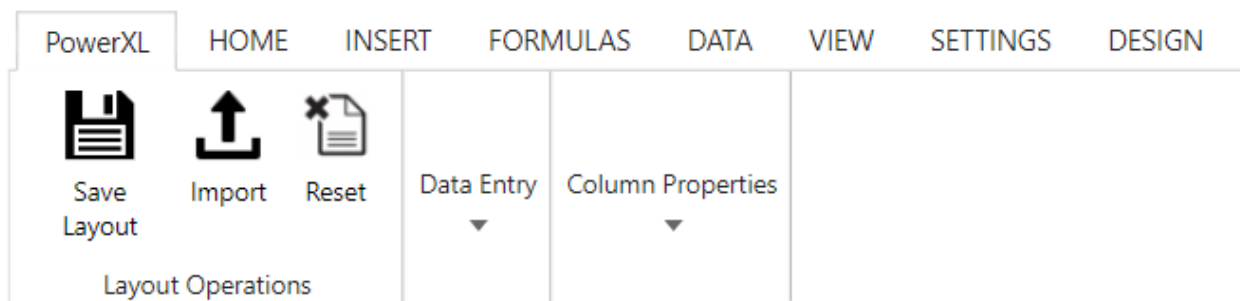 PowerXL HOME INSERT FORMULAS DATA VIEW SETTINGS DESIGN
Save Layout
Import
Reset
Layout Operations
Data Entry
Column Properties